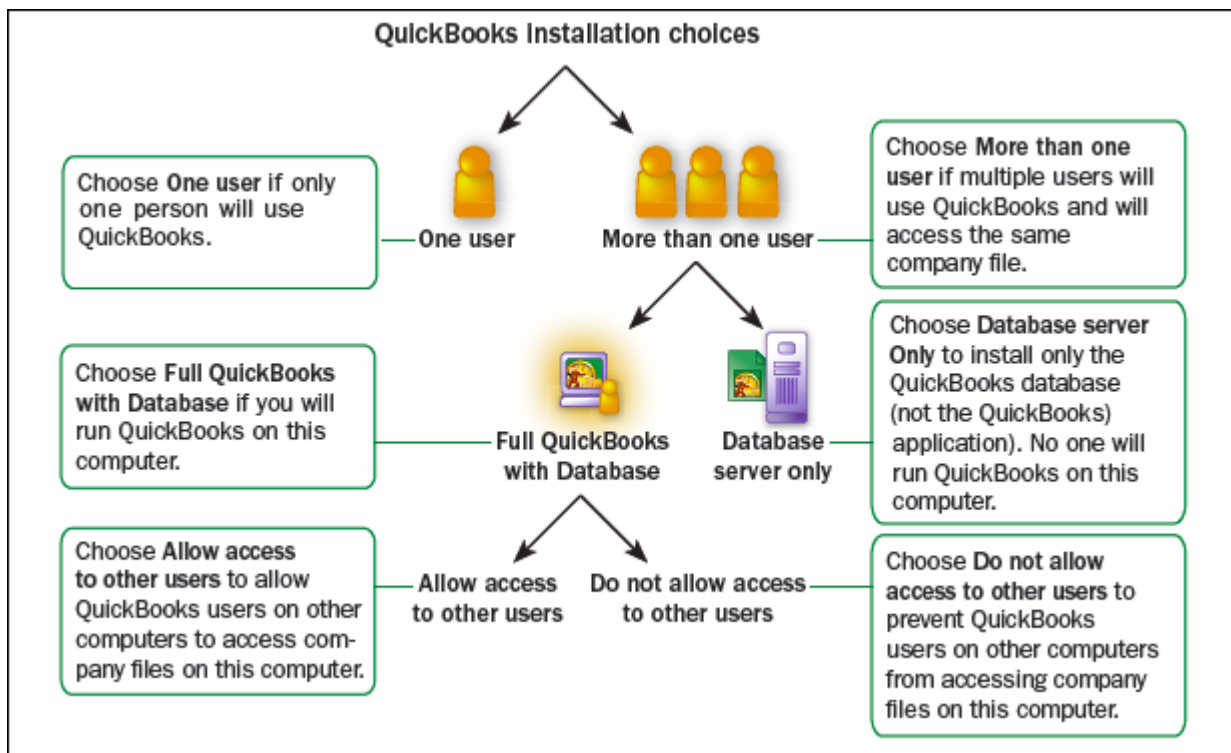 QuickBooks installation choices
Choose One user if only
one person will use
QuickBooks.
One user
More than one user
Choose More than one
user if multiple users will
use QuickBooks and will
access the same
company file.
Choose Full QuickBooks
with Database if you will
run QuickBooks on this
computer.
Full QuickBooks
with Database
Database
server only
Choose Database server
Only to install only the
QuickBooks database
(not the QuickBooks)
application). No one will
run QuickBooks on this
computer.
Choose Allow access
to other users to allow
QuickBooks users on other
computers to access com-
pany files on this computer.
Allow access
to other users
Do not allow access
to other users
Choose Do not allow
access to other users to
prevent QuickBooks
users on other computers
from accessing company
files on this computer.